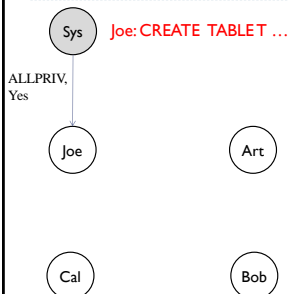 Sys
Joe: CREATE TABLE T …
ALLPRIV,
Yes
Joe
Art
Cal
Bob